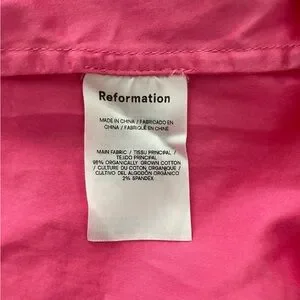 Reformation
MADE IN CHINA / FABRICADO EN
CHINA / FABRIQUÉ EN CHINE
MAIN FABRIC / TISSU PRINCIPAL /
TEJIDO PRINCIPAL
98% ORGANICALLY GROWN COTTON
/ CULTURE DU COTON, ORGANIQUE /
CULTIVO DEL ALGODÓN ORGÁNICO
2% SPANDEX